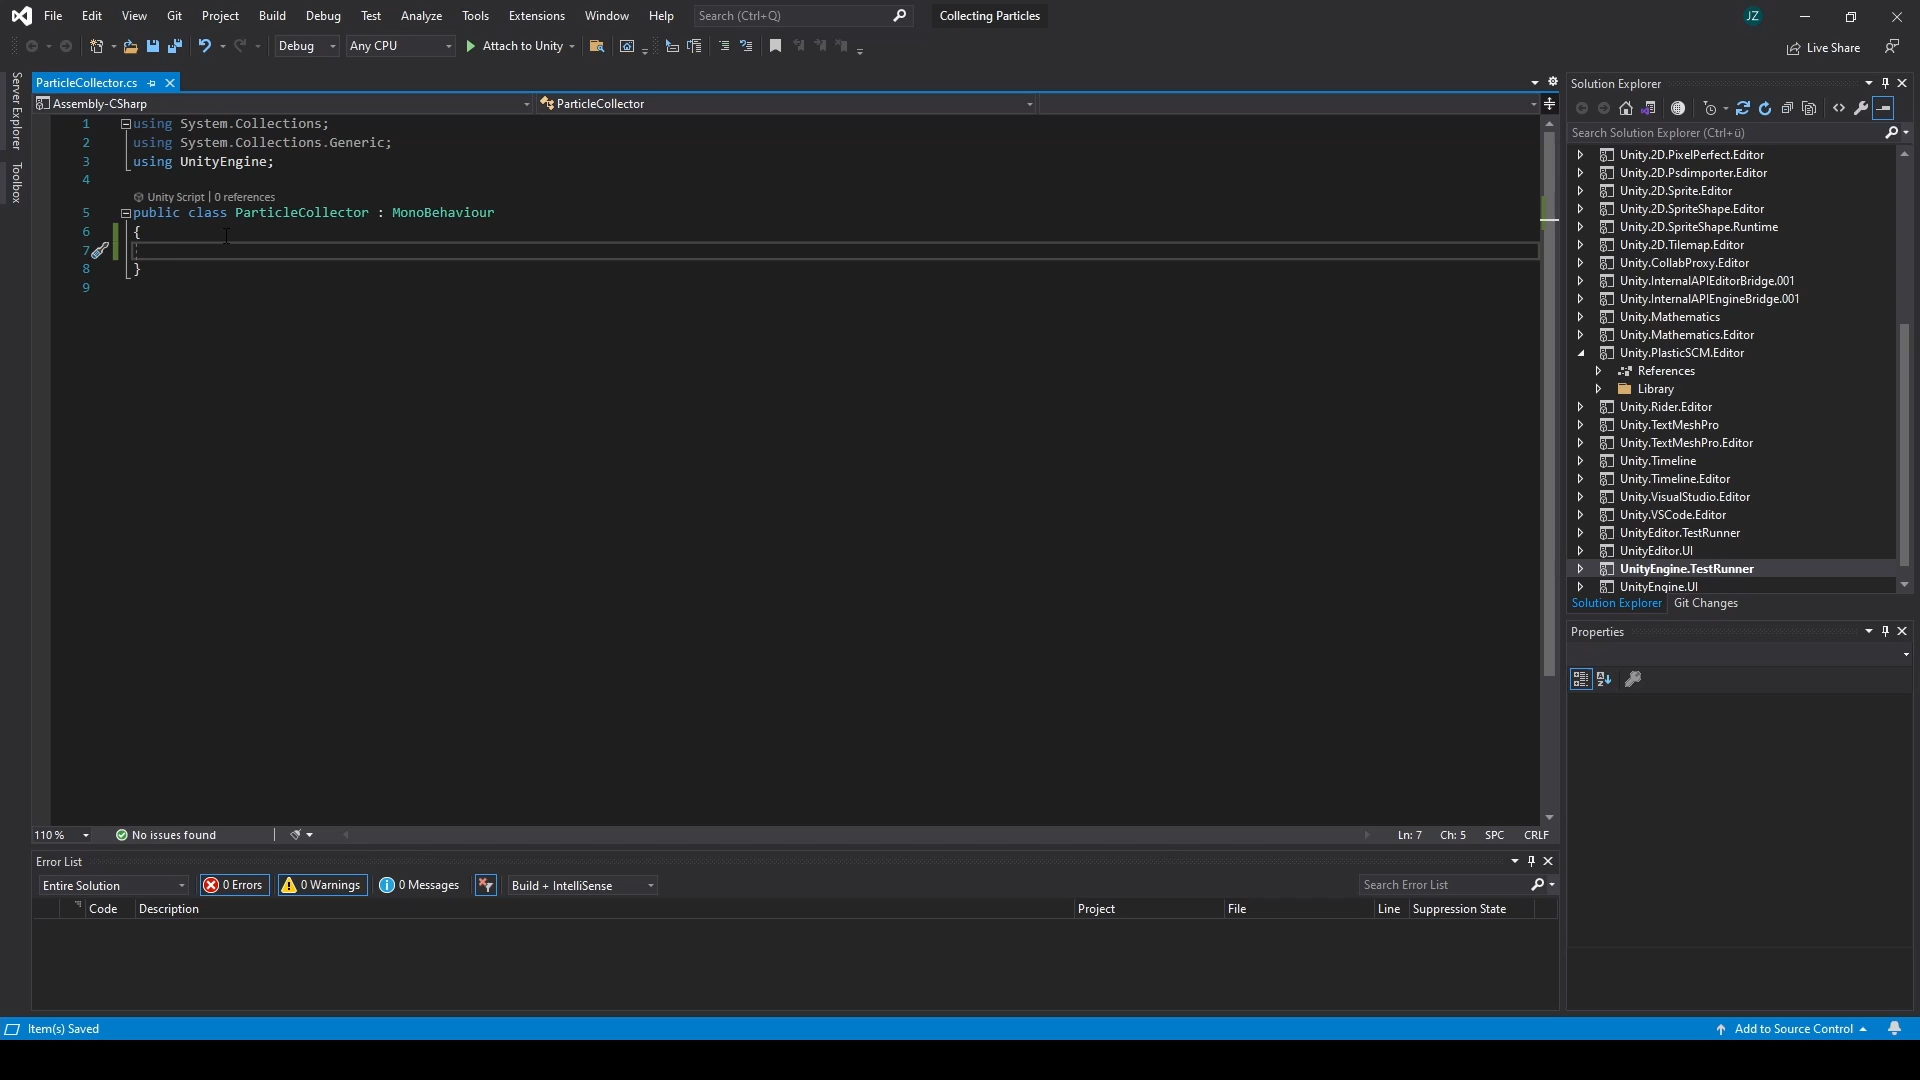 File Edit View Git Project Build Debug Test Analyze Tools Extensions Window Help Search (Ctrl+Q) Collecting Particles JZ
Debug Any CPU Attach to Unity Live Share
Server Explorer
Toolbox
ParticleCollector.cs
Assembly-CSharp ParticleCollector
1 using System.Collections;
2 using System.Collections.Generic;
3 using UnityEngine;
4
Unity Script | 0 references
5 public class ParticleCollector : MonoBehaviour
6 {
7
8 }
9
110 % No issues found Ln: 7 Ch: 5 SPC CRLF
Error List
Entire Solution 0 Errors 0 Warnings 0 Messages Build + IntelliSense Search Error List
Code Description Project File Line Suppression State
Solution Explorer
Search Solution Explorer (Ctrl+ü)
Unity.2D.PixelPerfect.Editor
Unity.2D.Psdimporter.Editor
Unity.2D.Sprite.Editor
Unity.2D.SpriteShape.Editor
Unity.2D.SpriteShape.Runtime
Unity.2D.Tilemap.Editor
Unity.CollabProxy.Editor
Unity.InternalAPIEditorBridge.001
Unity.InternalAPIEngineBridge.001
Unity.Mathematics
Unity.Mathematics.Editor
Unity.PlasticSCM.Editor
References
Library
Unity.Rider.Editor
Unity.TextMeshPro
Unity.TextMeshPro.Editor
Unity.Timeline
Unity.Timeline.Editor
Unity.VisualStudio.Editor
Unity.VSCode.Editor
UnityEditor.TestRunner
UnityEditor.UI
UnityEngine.TestRunner
UnityEngine.UI
Solution Explorer Git Changes
Properties
Item(s) Saved Add to Source Control